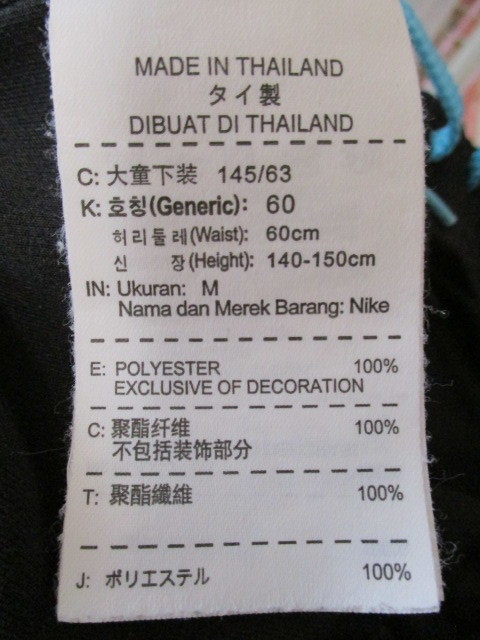 MADE IN THAILAND
タイ製
DIBUAT DI THAILAND
C: 大童下装 145/63
K: 호칭(Generic): 60
허리둘레(Waist): 60cm
신 장(Height): 140-150cm
IN: Ukuran: M
Nama dan Merek Barang: Nike
E: POLYESTER 100%
EXCLUSIVE OF DECORATION
C: 聚酯纤维 100%
不包括装饰部分
T: 聚酯纖維 100%
J: ポリエステル 100%